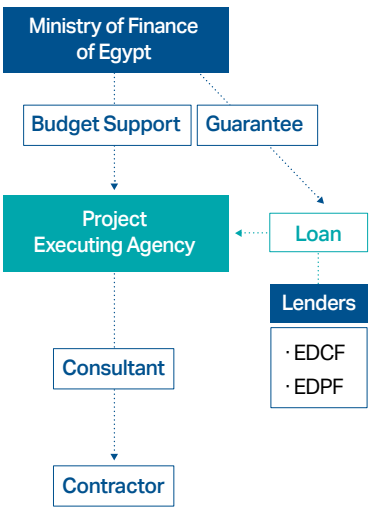 Ministry of Finance
of Egypt
Budget Support
Guarantee
Project
Executing Agency
Loan
Lenders
· EDCF
· EDPF
Consultant
Contractor